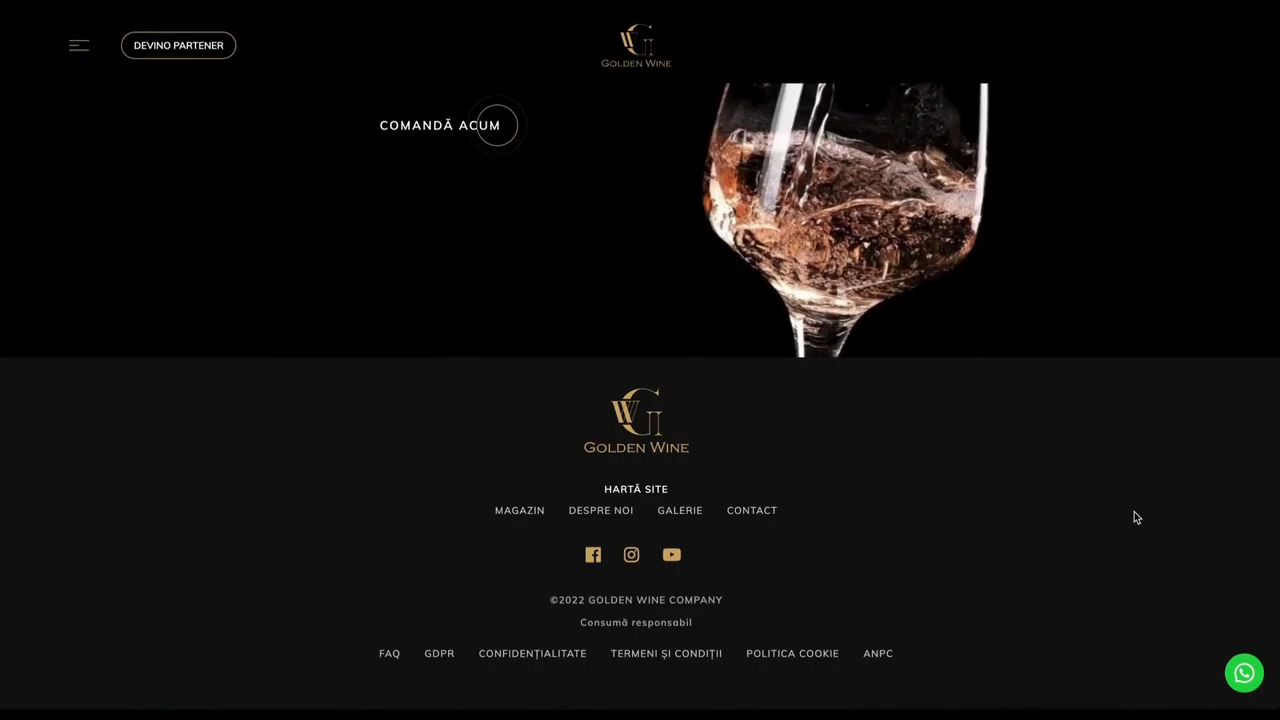 DEVINO PARTENER
GOLDEN WINE
COMANDĂ ACUM
GOLDEN WINE
HARTĂ SITE
MAGAZIN DESPRE NOI GALERIE CONTACT
©2022 GOLDEN WINE COMPANY
Consumă responsabil
FAQ GDPR CONFIDENȚIALITATE TERMENI ȘI CONDIȚII POLITICA COOKIE ANPC